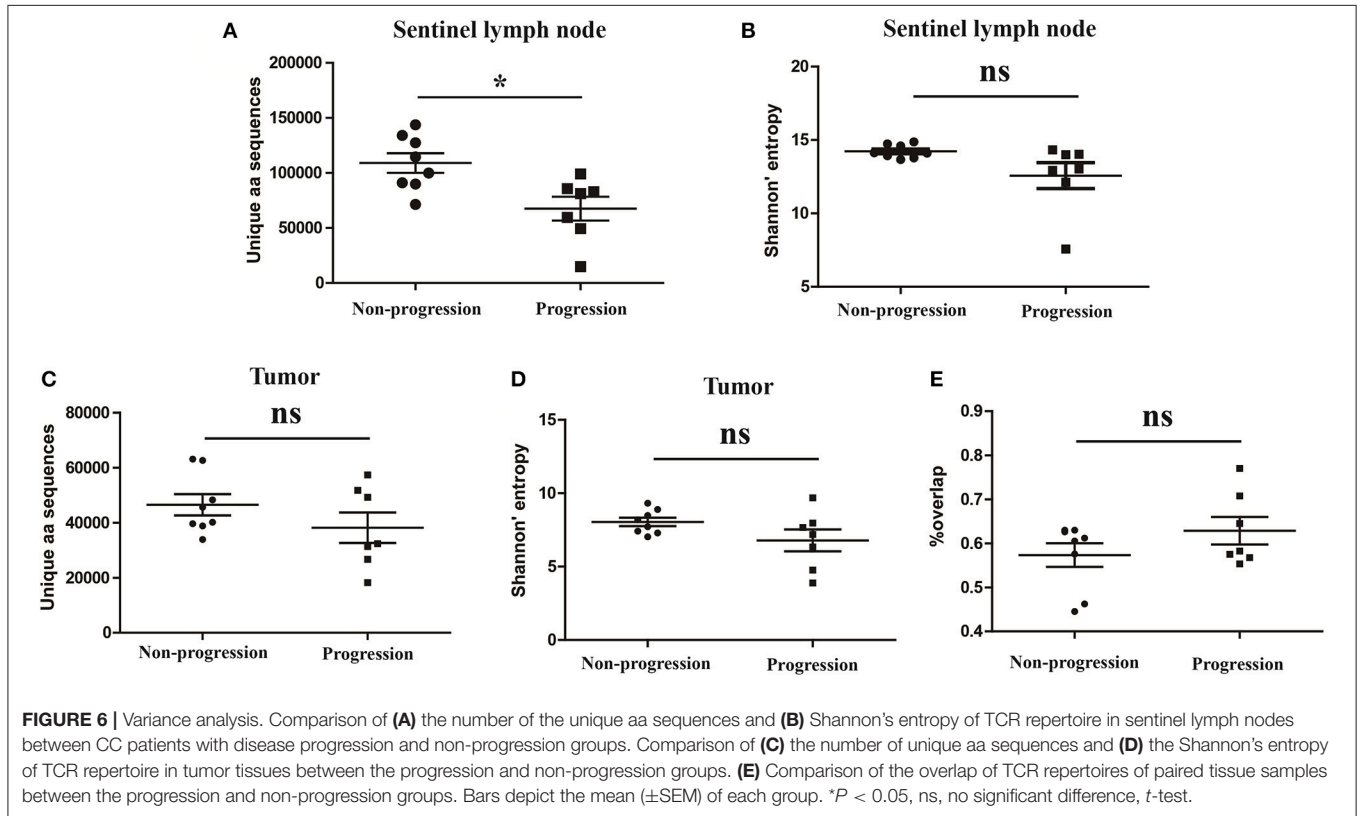 A
Sentinel lymph node
Unique aa sequences
200000
150000
100000
50000
0
*
Non-progression
Progression
B
Sentinel lymph node
Shannon' entropy
20
15
10
5
ns
Non-progression
Progression
C
Tumor
Unique aa sequences
80000
60000
40000
20000
0
ns
Non-progression
Progression
D
Tumor
Shannon' entropy
15
10
5
0
ns
Non-progression
Progression
E
%overlap
0.9
0.8
0.7
0.6
0.5
0.4
ns
Non-progression
Progression
FIGURE 6 | Variance analysis. Comparison of (A) the number of the unique aa sequences and (B) Shannon's entropy of TCR repertoire in sentinel lymph nodes
between CC patients with disease progression and non-progression groups. Comparison of (C) the number of unique aa sequences and (D) the Shannon's entropy
of TCR repertoire in tumor tissues between the progression and non-progression groups. (E) Comparison of the overlap of TCR repertoires of paired tissue samples
between the progression and non-progression groups. Bars depict the mean (±SEM) of each group. *P < 0.05, ns, no significant difference, t-test.